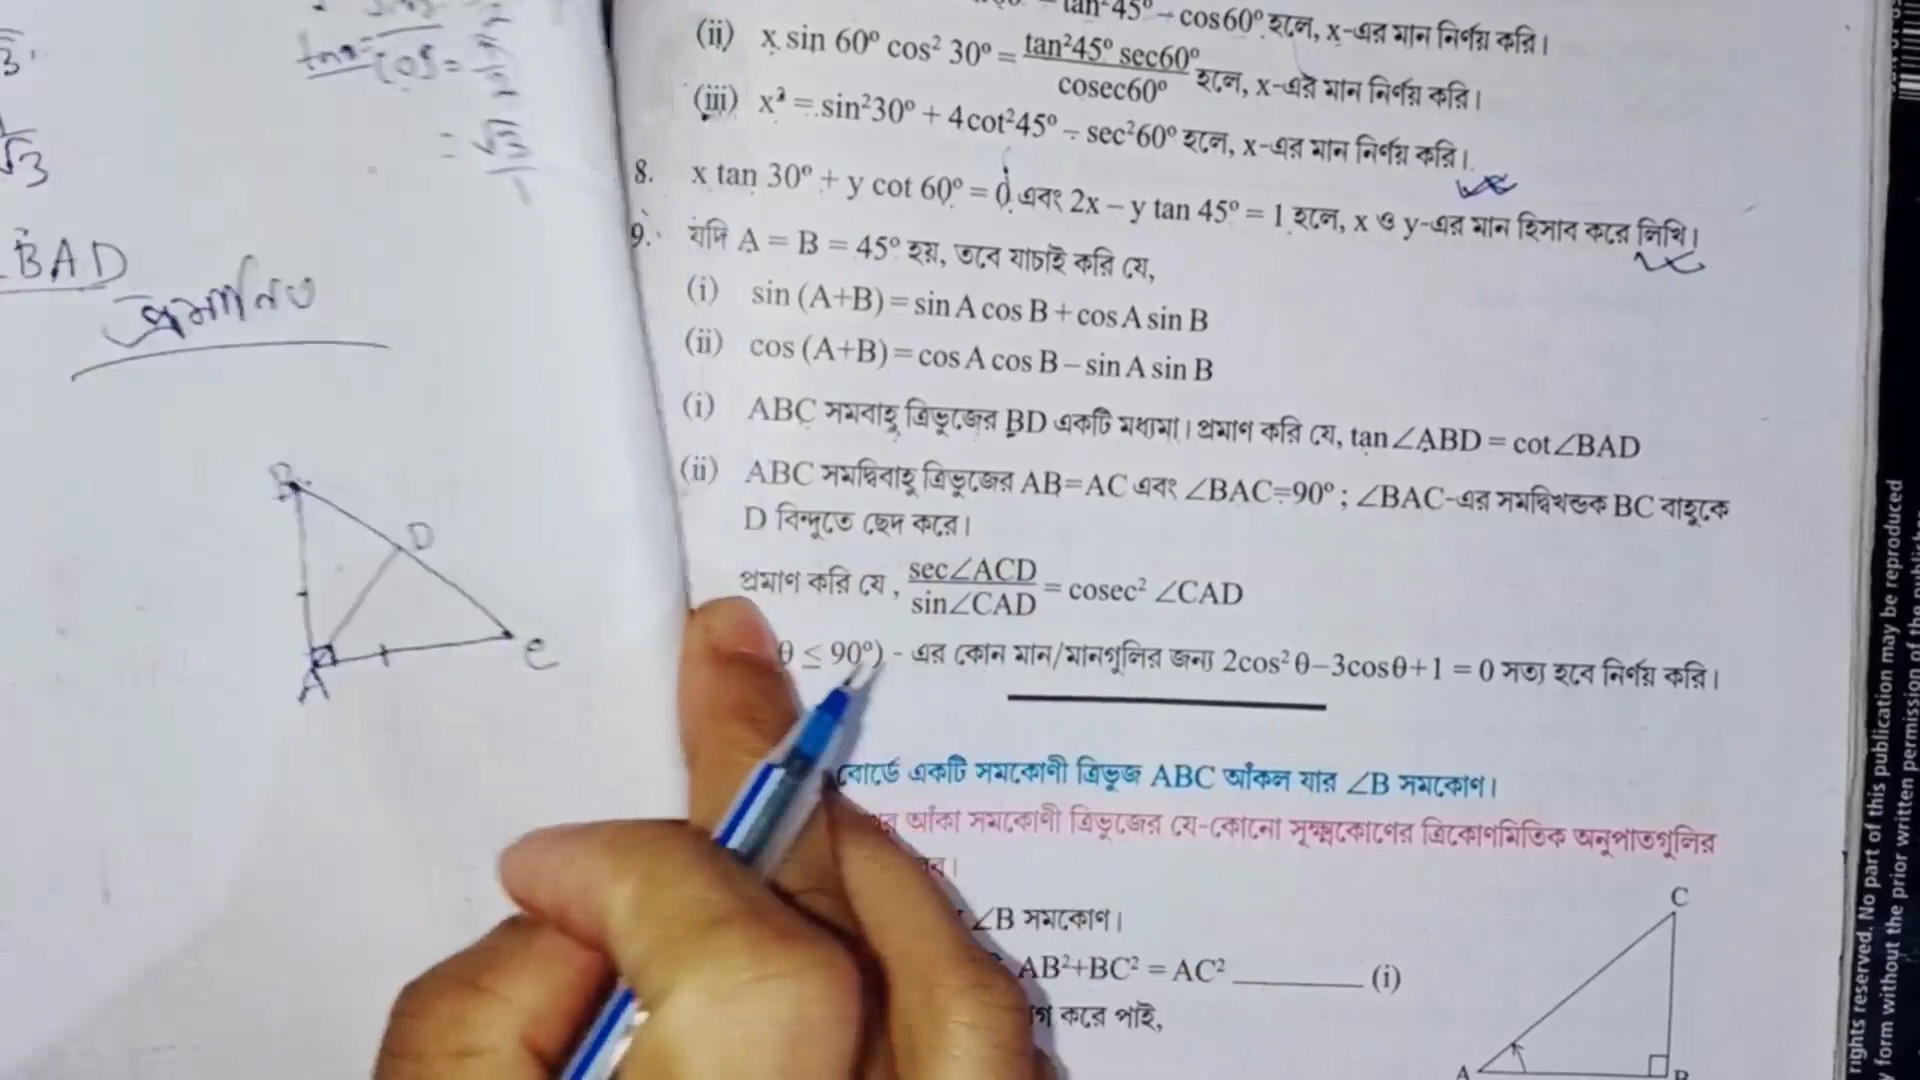 3
√3
tan = cos =
BAD
প্রমানিত
B
D
A
C
tan²45° – cos60° হলে, x-এর মান নির্ণয় করি।
(ii) x sin 60° cos² 30° = tan²45° sec60° / cosec60° হলে, x-এর মান নির্ণয় করি।
(iii) x² = sin²30° + 4cot²45° – sec²60° হলে, x-এর মান নির্ণয় করি।
8. x tan 30° + y cot 60° = 0 এবং 2x – y tan 45° = 1 হলে, x ও y-এর মান হিসাব করে লিখি।
9. যদি A = B = 45° হয়, তবে যাচাই করি যে,
(i) sin (A+B) = sin A cos B + cos A sin B
(ii) cos (A+B) = cos A cos B – sin A sin B
(i) ABC সমবাহু ত্রিভুজের BD একটি মধ্যমা। প্রমাণ করি যে, tan∠ABD = cot∠BAD
(ii) ABC সমদ্বিবাহু ত্রিভুজের AB=AC এবং ∠BAC=90° ; ∠BAC-এর সমদ্বিখন্ডক BC বাহুকে
D বিন্দুতে ছেদ করে।
প্রমাণ করি যে, sec∠ACD / sin∠CAD = cosec² ∠CAD
θ ≤ 90°) - এর কোন মান/মানগুলির জন্য 2cos² θ–3cosθ+1 = 0 সত্য হবে নির্ণয় করি।
বোর্ডে একটি সমকোণী ত্রিভুজ ABC আঁকল যার ∠B সমকোণ।
আঁকা সমকোণী ত্রিভুজের যে-কোনো সূক্ষ্মকোণের ত্রিকোণমিতিক অনুপাতগুলির
∠B সমকোণ।
AB²+BC² = AC² ________ (i)
করে পাই,
C
A
B
rights reserved. No part of this publication may be reproduced
form without the prior written permission of the publisher